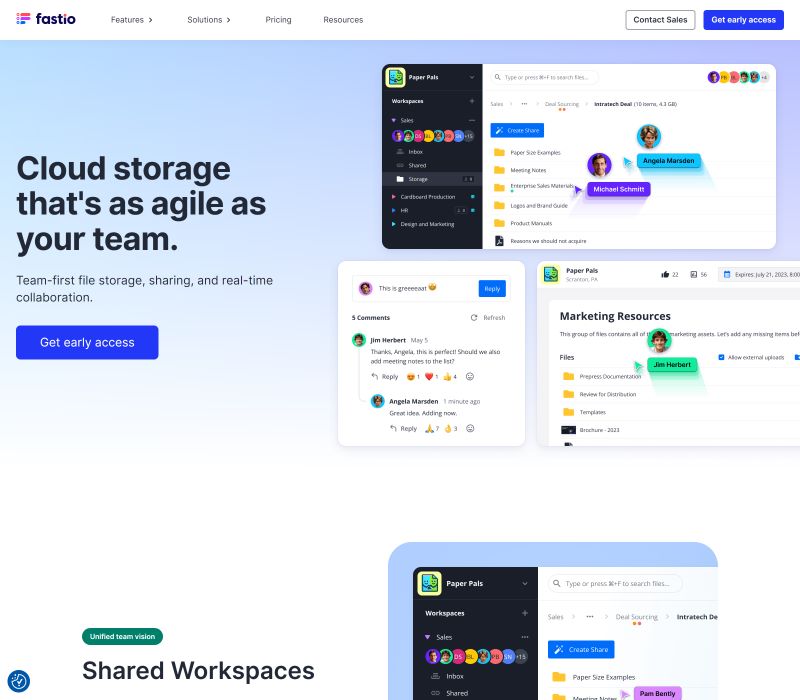 fastio
Features
Solutions
Pricing
Resources
Contact Sales
Get early access
Cloud storage
that's as agile as
your team.
Team-first file storage, sharing, and real-time
collaboration.
Get early access
Paper Pals
Workspaces
Sales
DS
BL
PB
SN
+15
Inbox
Shared
Storage
Cardboard Production
HR
Design and Marketing
Type or press ⌘+F to search files...
PB
BL
+4
Sales
•••
Deal Sourcing
Intratech Deal (10 items, 4.3 GB)
Create Share
Paper Size Examples
Meeting Notes
Enterprise Sales Materials
Logos and Brand Guide
Product Manuals
Reasons we should not acquire
Angela Marsden
Michael Schmitt
This is greeeeaat 😍
Reply
5 Comments
Refresh
Jim Herbert May 5
Thanks, Angela, this is perfect! Should we also
add meeting notes to the list?
Reply 😍 1 ❤️ 1 👍 4
Angela Marsden 1 minute ago
Great idea. Adding now.
Reply 🙏 7 👌 3
Paper Pals
Scranton, PA
22
56
Expires: July 21, 2023, 8:00
Marketing Resources
This group of files contains all of marketing assets. Let's add any missing items
Files
Allow external uploads
Jim Herbert
Prepress Documentation
Review for Distribution
Templates
Brochure - 2023
Unified team vision
Shared Workspaces
Paper Pals
Workspaces
Sales
DS
BL
PB
SN
+15
Inbox
Shared
Type or press ⌘+F to search files...
Sales
•••
Deal Sourcing
Intratech De
Create Share
Paper Size Examples
Meeting Notes
Pam Bently